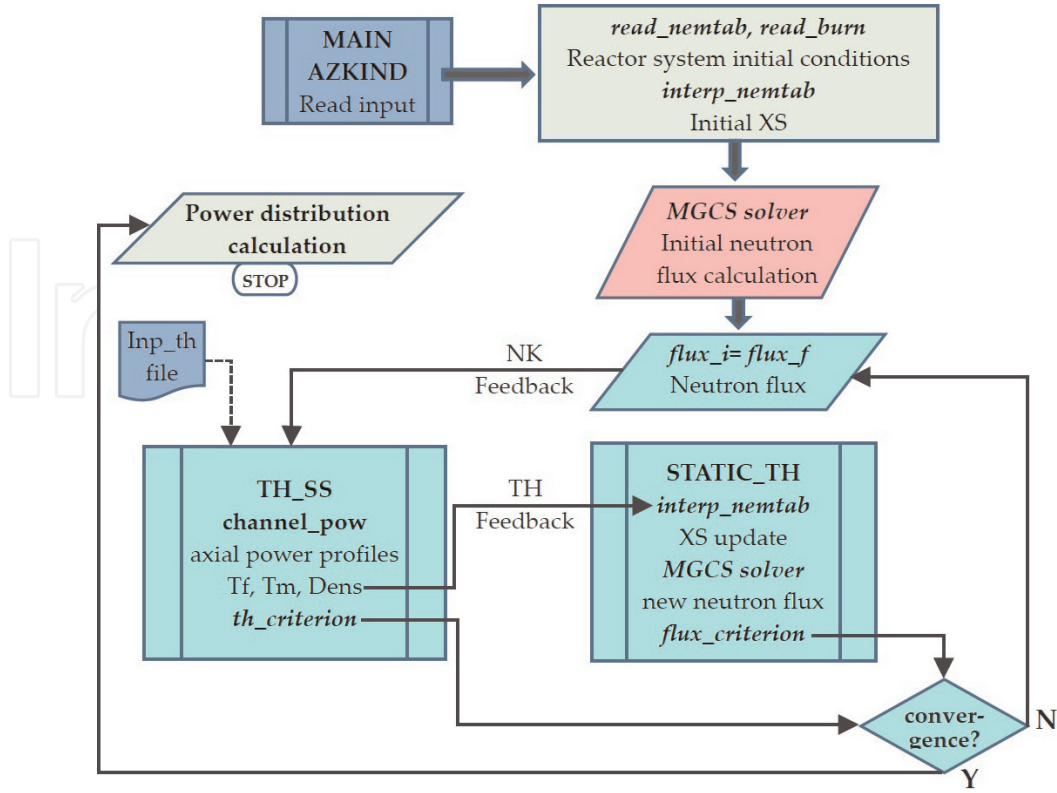 MAIN
AZKIND
Read input
read_nemtab, read_burn
Reactor system initial conditions
interp_nemtab
Initial XS
Power distribution
calculation
STOP
MGCS solver
Initial neutron
flux calculation
Inp_th
file
NK
Feedback
flux_i= flux_f
Neutron flux
TH_SS
channel_pow
axial power profiles
Tf, Tm, Dens
th_criterion
TH
Feedback
STATIC_TH
interp_nemtab
XS update
MGCS solver
new neutron flux
flux_criterion
conver-
gence?
N
Y